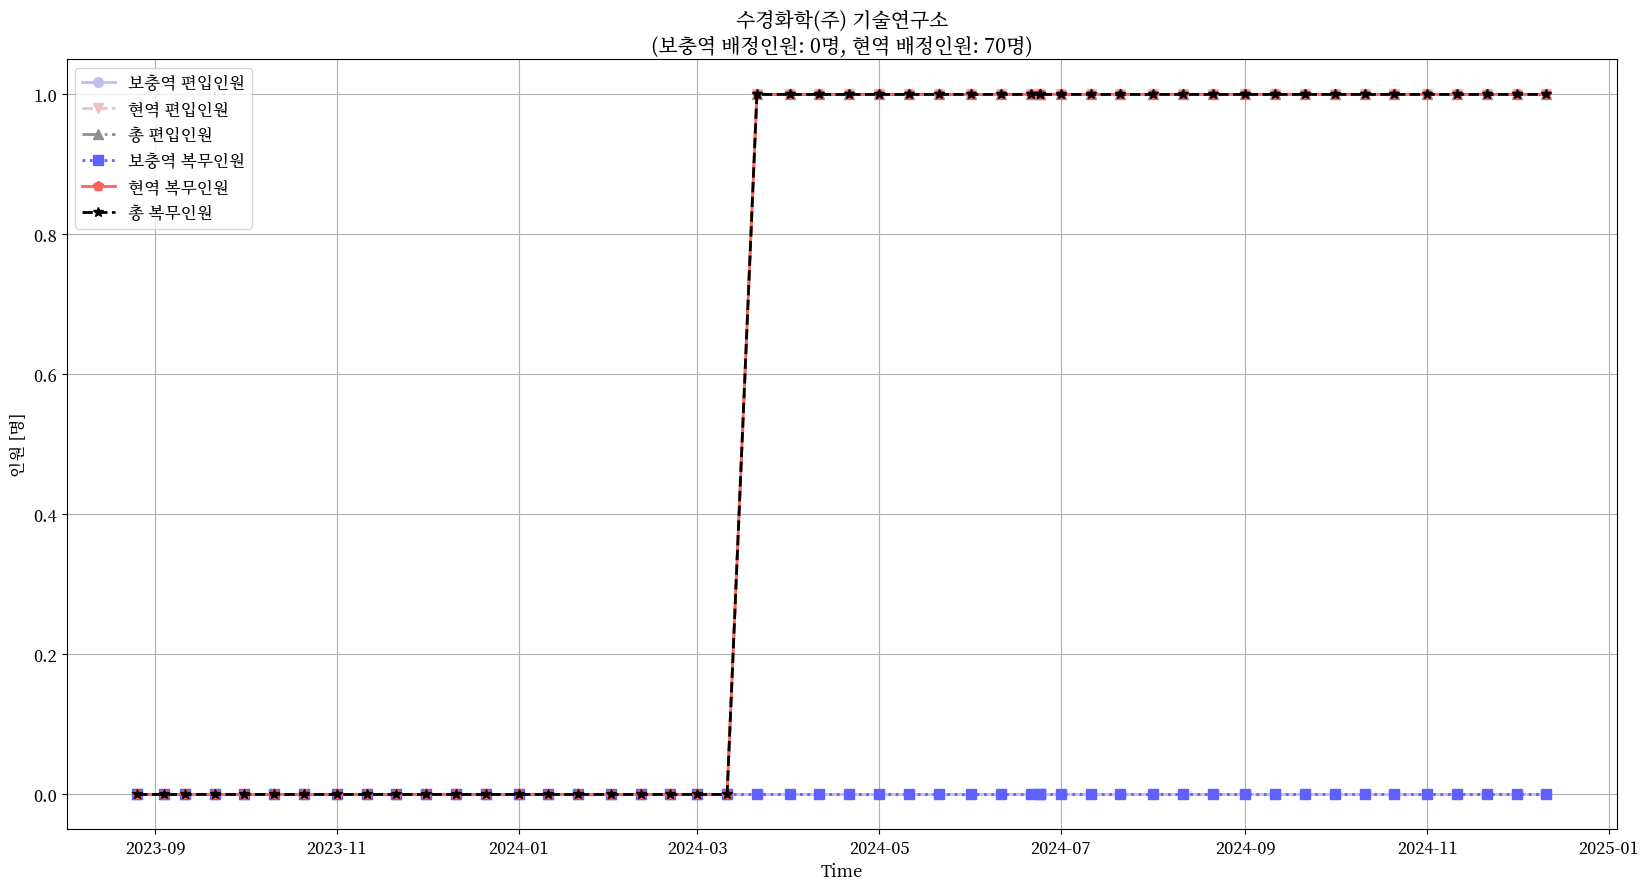 수경화학(주) 기술연구소
(보충역 배정인원: 0명, 현역 배정인원: 70명)
보충역 편입인원
현역 편입인원
총 편입인원
보충역 복무인원
현역 복무인원
총 복무인원
1.0
0.8
0.6
0.4
0.2
0.0
인원 [명]
2023-09
2023-11
2024-01
2024-03
2024-05
2024-07
2024-09
2024-11
2025-01
Time